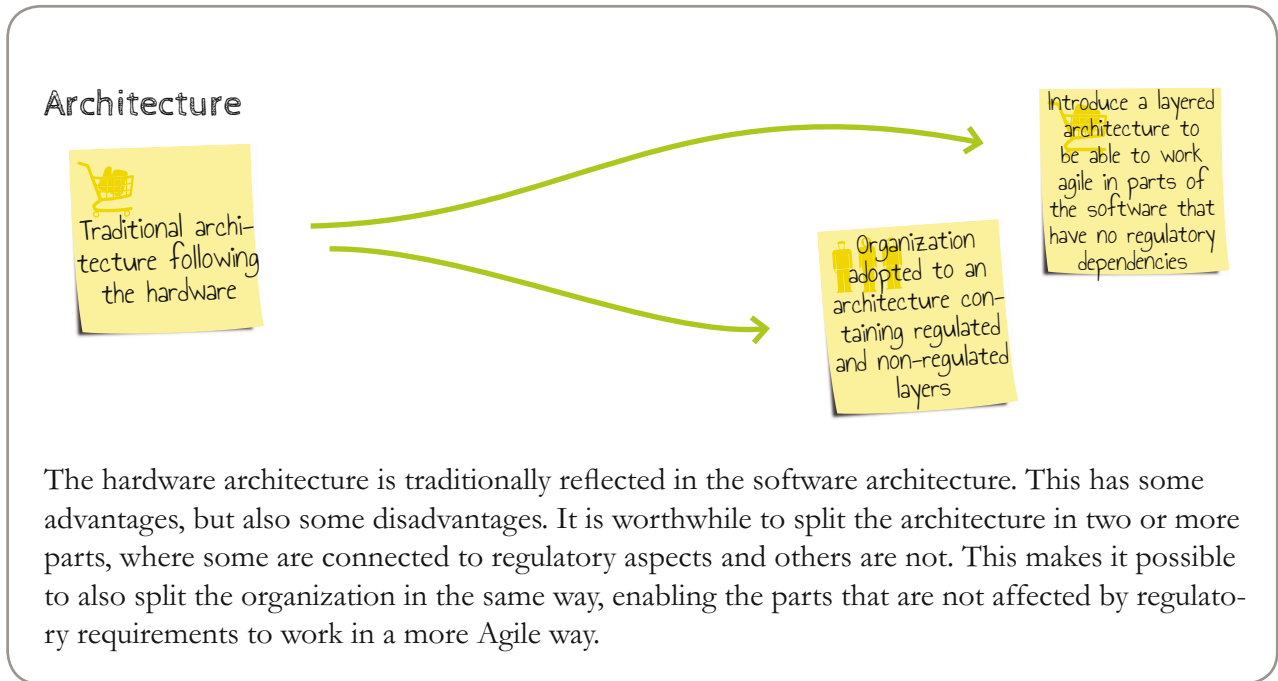 Architecture
Traditional archi-
tecture following
the hardware
Introduce a layered
architecture to
be able to work
agile in parts of
the software that
have no regulatory
dependencies
Organization
adopted to an
architecture con-
taining regulated
and non-regulated
layers
The hardware architecture is traditionally reflected in the software architecture. This has some
advantages, but also some disadvantages. It is worthwhile to split the architecture in two or more
parts, where some are connected to regulatory aspects and others are not. This makes it possible
to also split the organization in the same way, enabling the parts that are not affected by regulato-
ry requirements to work in a more Agile way.